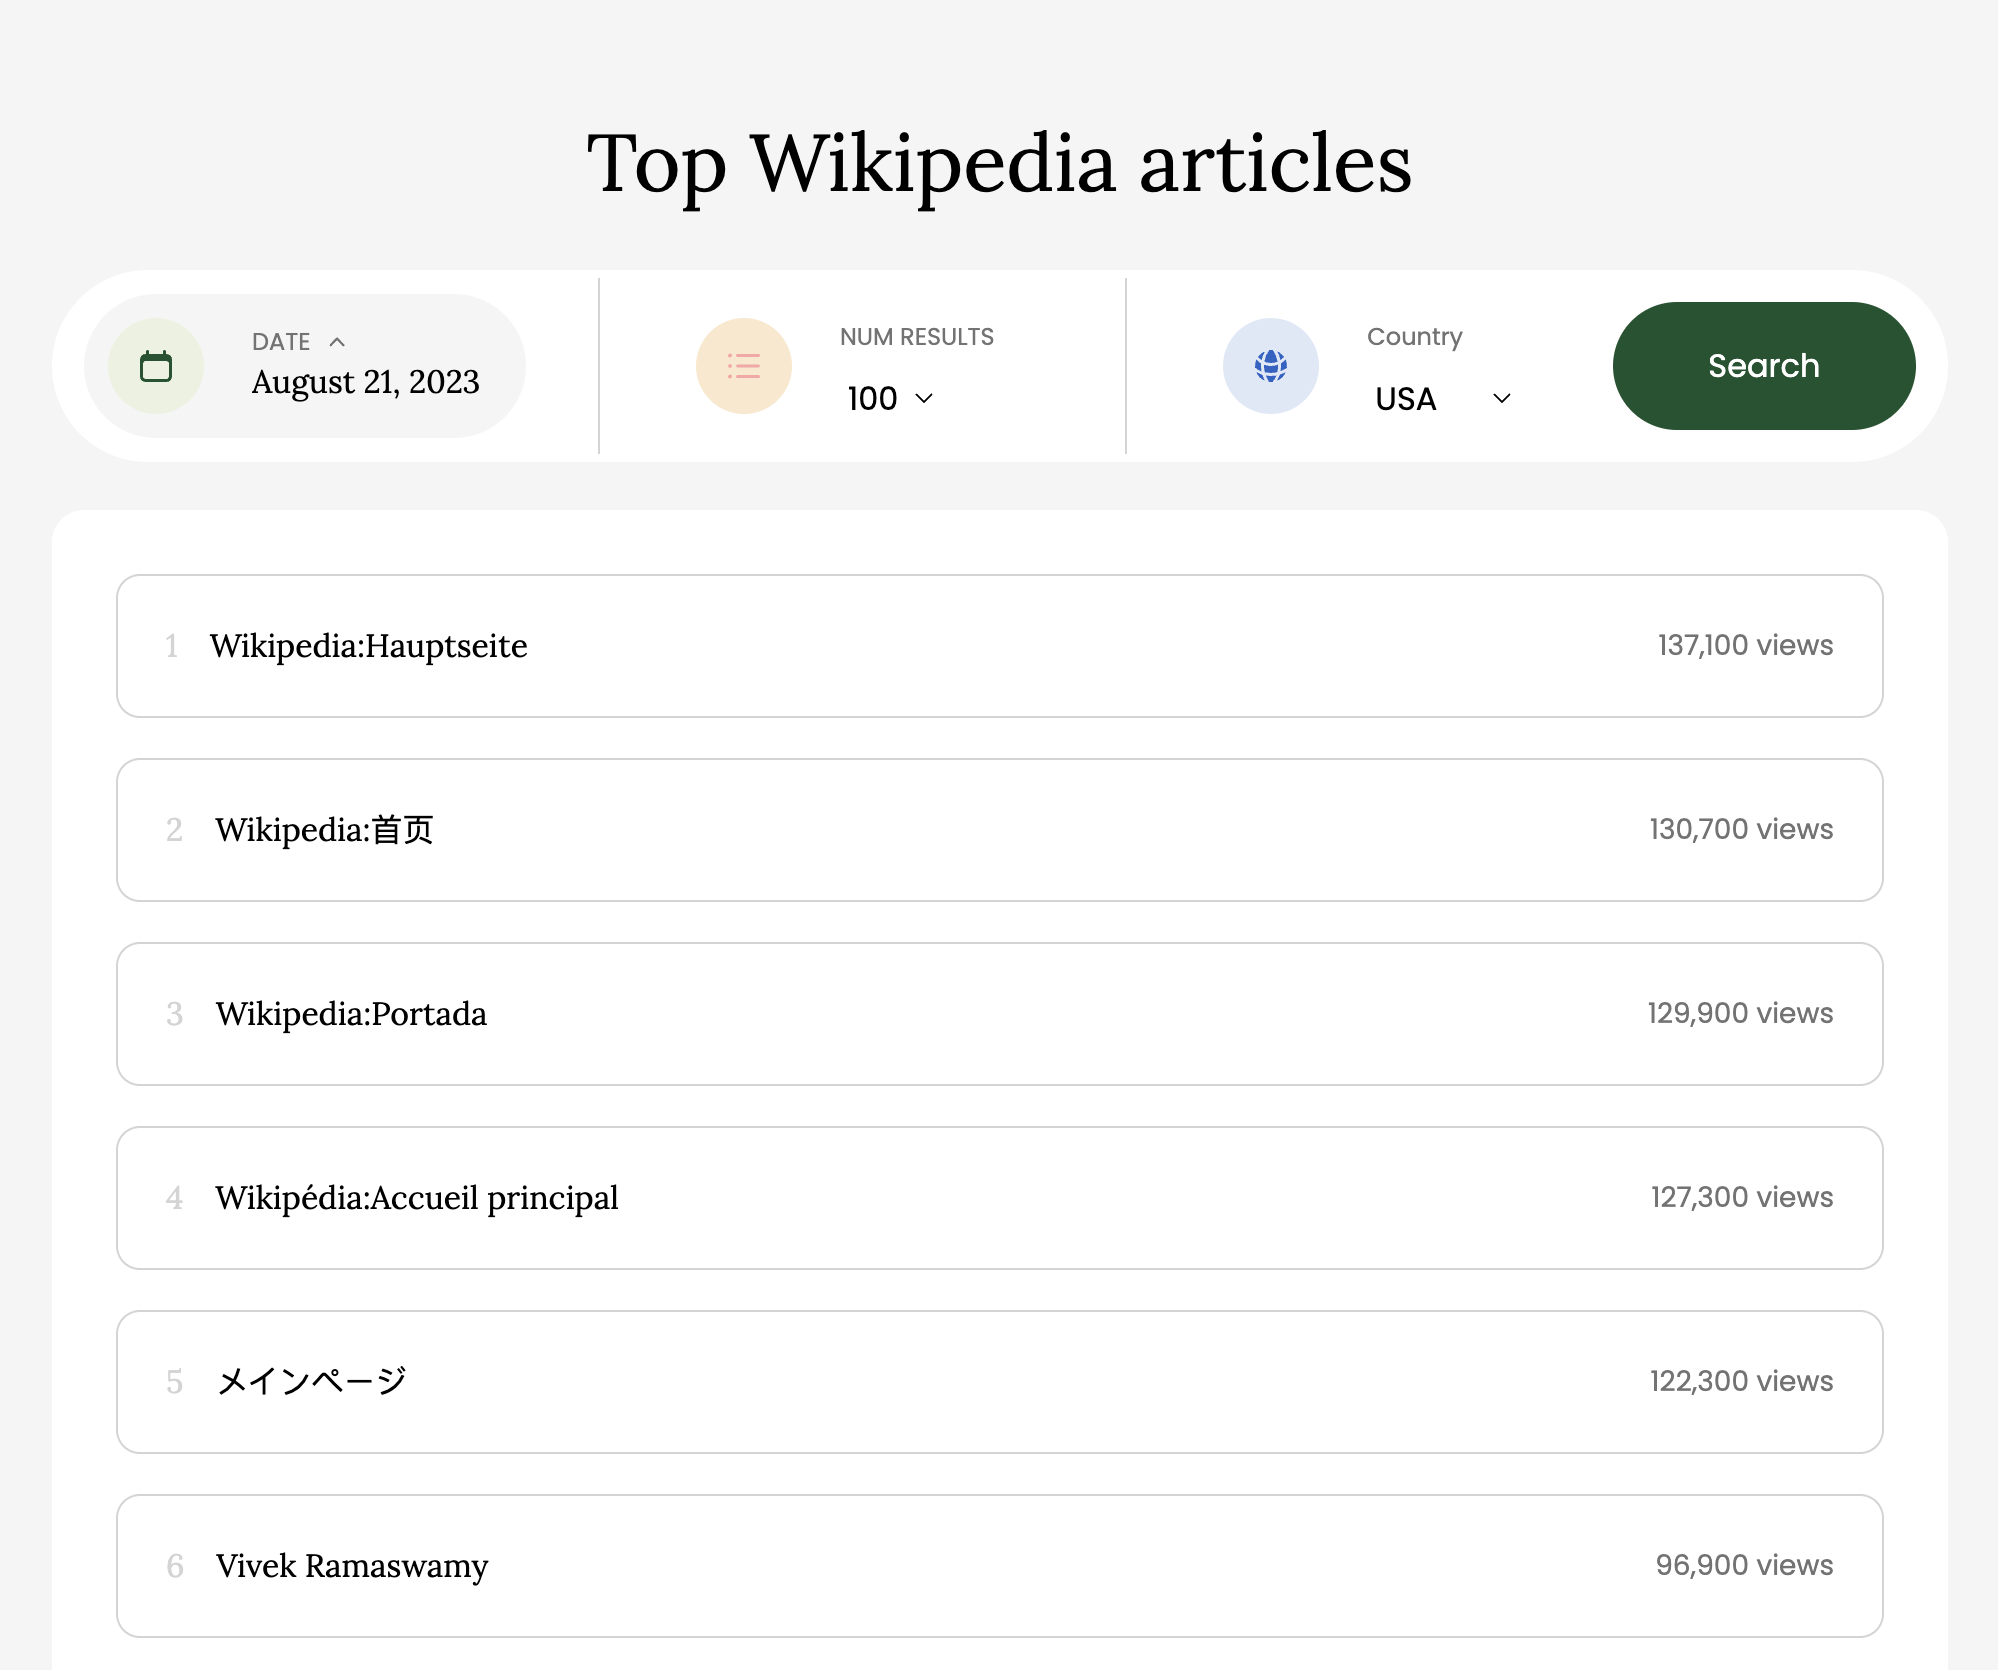 Top Wikipedia articles
DATE
August 21, 2023
NUM RESULTS
100
Country
USA
Search
1 Wikipedia:Hauptseite 137,100 views
2 Wikipedia:首页 130,700 views
3 Wikipedia:Portada 129,900 views
4 Wikipédia:Accueil principal 127,300 views
5 メインページ 122,300 views
6 Vivek Ramaswamy 96,900 views